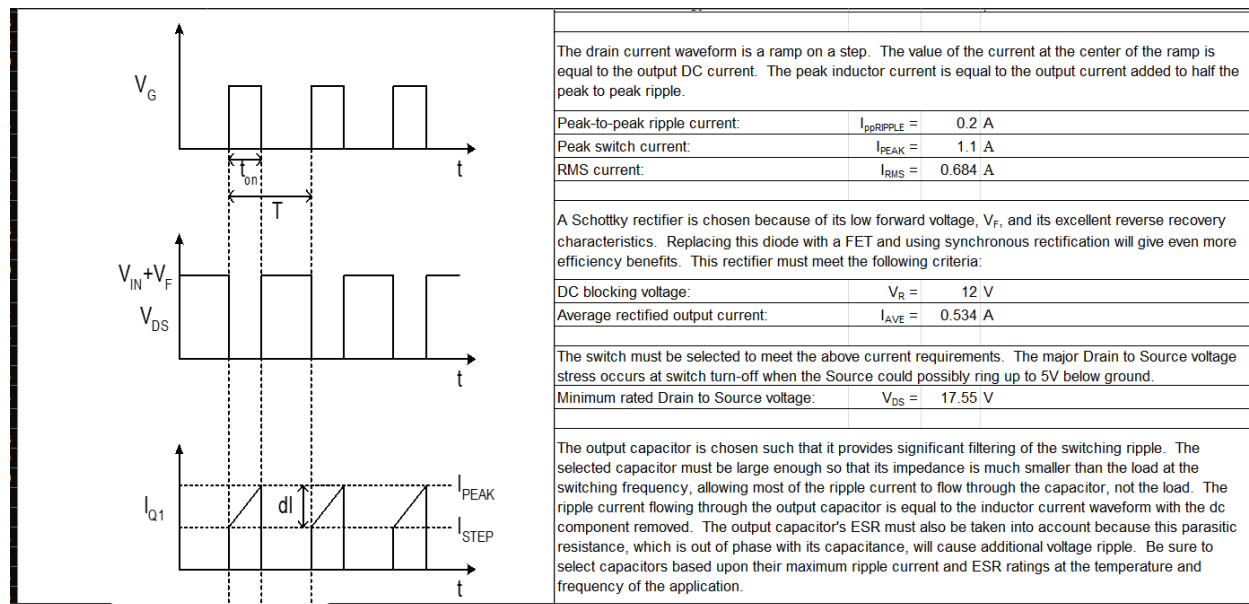 V_G
t_on
t
T
V_IN+V_F
V_DS
t
I_Q1
dI
I_PEAK
I_STEP
t
The drain current waveform is a ramp on a step. The value of the current at the center of the ramp is
equal to the output DC current. The peak inductor current is equal to the output current added to half the
peak to peak ripple.
Peak-to-peak ripple current: I_ppRIPPLE = 0.2 A
Peak switch current: I_PEAK = 1.1 A
RMS current: I_RMS = 0.684 A
A Schottky rectifier is chosen because of its low forward voltage, V_F, and its excellent reverse recovery
characteristics. Replacing this diode with a FET and using synchronous rectification will give even more
efficiency benefits. This rectifier must meet the following criteria:
DC blocking voltage: V_R = 12 V
Average rectified output current: I_AVE = 0.534 A
The switch must be selected to meet the above current requirements. The major Drain to Source voltage
stress occurs at switch turn-off when the Source could possibly ring up to 5V below ground.
Minimum rated Drain to Source voltage: V_DS = 17.55 V
The output capacitor is chosen such that it provides significant filtering of the switching ripple. The
selected capacitor must be large enough so that its impedance is much smaller than the load at the
switching frequency, allowing most of the ripple current to flow through the capacitor, not the load. The
ripple current flowing through the output capacitor is equal to the inductor current waveform with the dc
component removed. The output capacitor's ESR must also be taken into account because this parasitic
resistance, which is out of phase with its capacitance, will cause additional voltage ripple. Be sure to
select capacitors based upon their maximum ripple current and ESR ratings at the temperature and
frequency of the application.